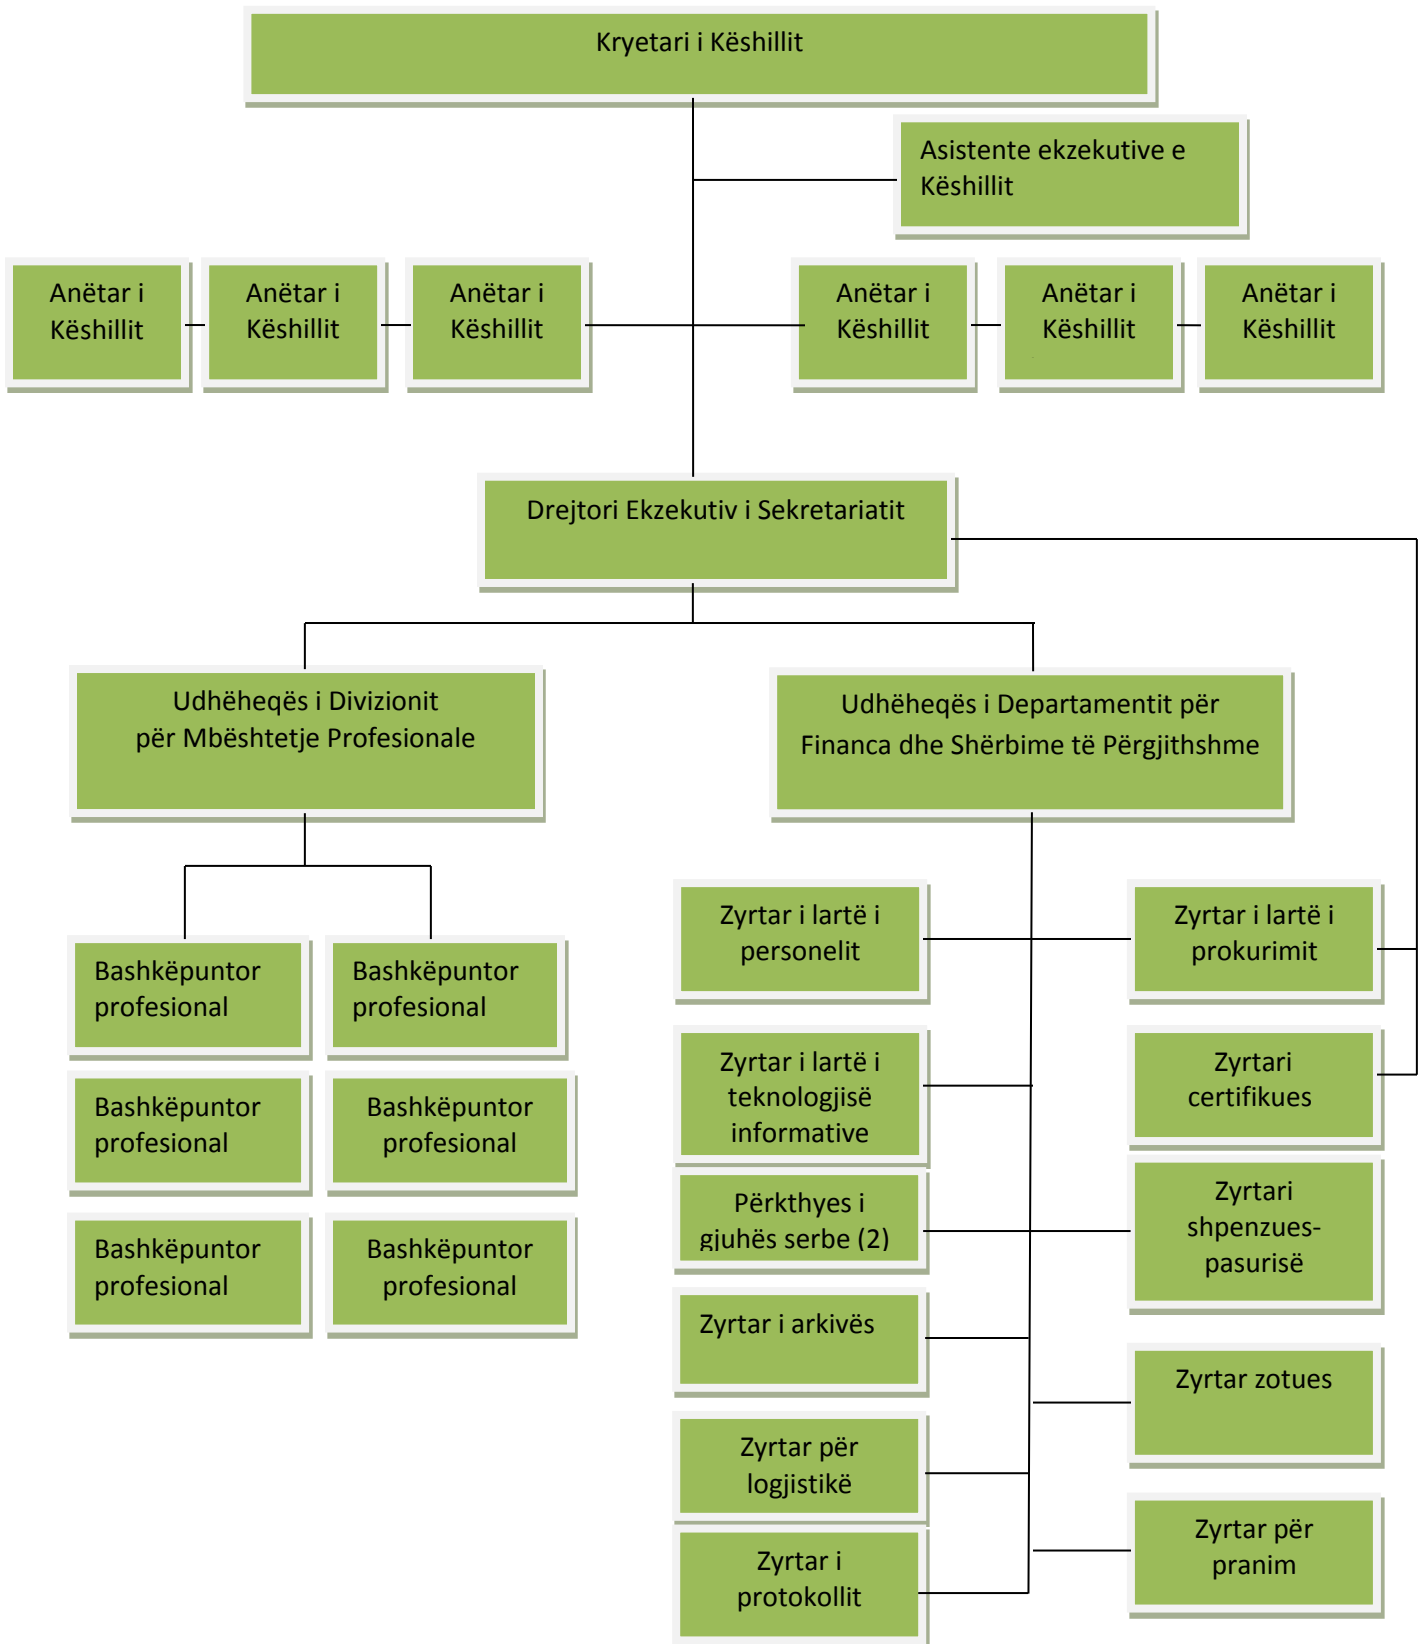 Kryetari i Këshillit
Asistente ekzekutive e
Këshillit
Anëtar i
Këshillit
Anëtar i
Këshillit
Anëtar i
Këshillit
Anëtar i
Këshillit
Anëtar i
Këshillit
Anëtar i
Këshillit
Drejtori Ekzekutiv i Sekretariatit
Udhëheqës i Divizionit
për Mbështetje Profesionale
Udhëheqës i Departamentit për
Financa dhe Shërbime të Përgjithshme
Bashkëpuntor
profesional
Bashkëpuntor
profesional
Bashkëpuntor
profesional
Bashkëpuntor
profesional
Bashkëpuntor
profesional
Bashkëpuntor
profesional
Zyrtar i lartë i
personelit
Zyrtar i lartë i
prokurimit
Zyrtar i lartë i
teknologjisë
informative
Zyrtari
certifikues
Përkthyes i
gjuhës serbe (2)
Zyrtari
shpenzues-
pasurisë
Zyrtar i arkivës
Zyrtar zotues
Zyrtar për
logjistikë
Zyrtar për
pranim
Zyrtar i
protokollit